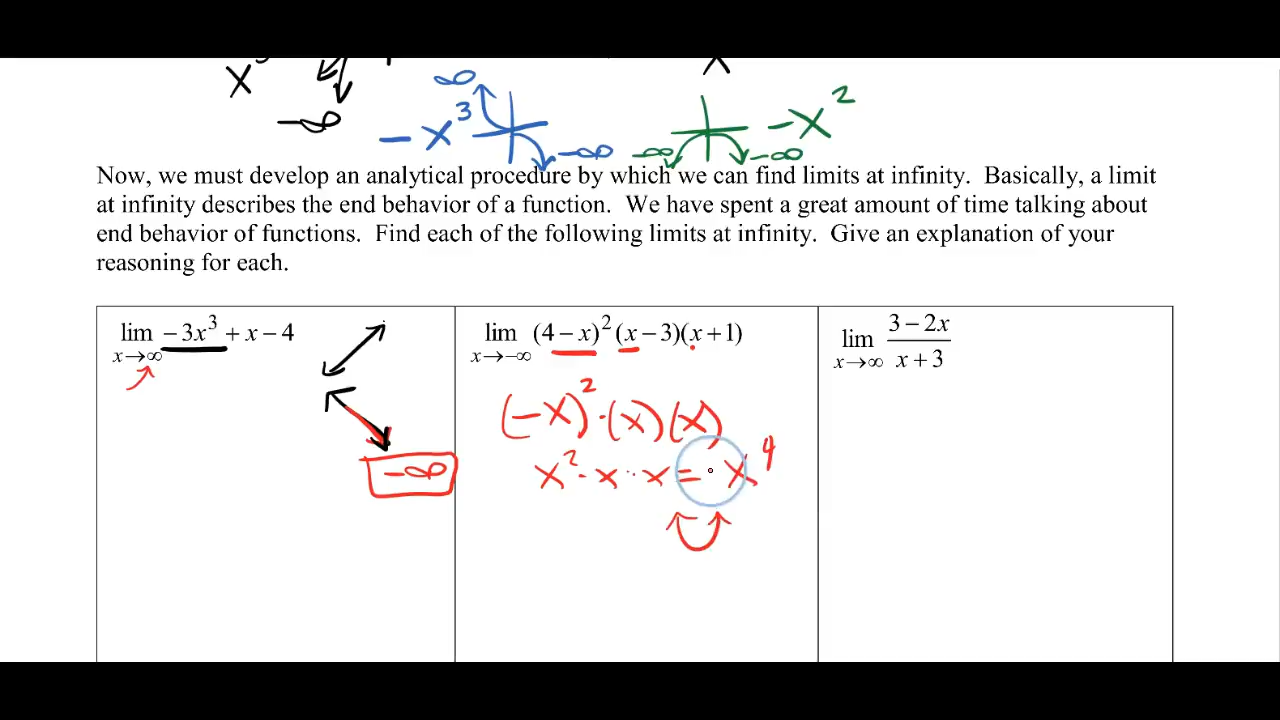 x³
-∞
∞
-x³
-∞
x
-∞
-∞
-x²
Now, we must develop an analytical procedure by which we can find limits at infinity. Basically, a limit
at infinity describes the end behavior of a function. We have spent a great amount of time talking about
end behavior of functions. Find each of the following limits at infinity. Give an explanation of your
reasoning for each.
lim x→∞ -3x³ + x - 4
-∞
lim x→-∞ (4 - x)²(x - 3)(x + 1)
(-x)² · (x)(x)
x² · x · x = x⁴
lim x→∞ (3 - 2x)/(x + 3)